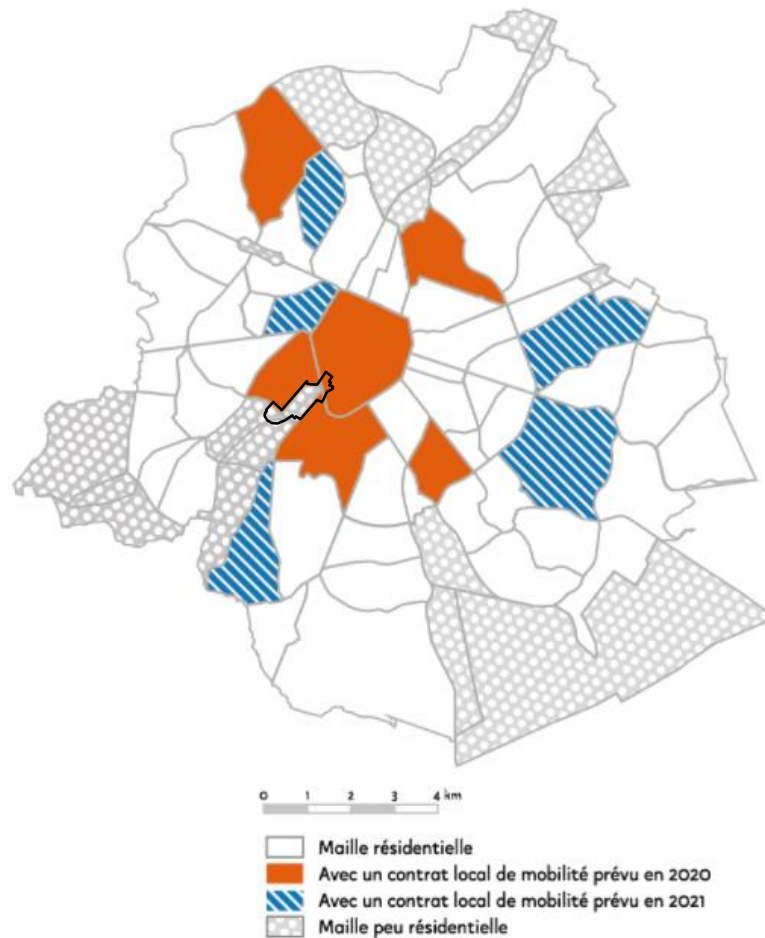 0 1 2 3 4 km
Maille résidentielle
Avec un contrat local de mobilité prévu en 2020
Avec un contrat local de mobilité prévu en 2021
Maille peu résidentielle